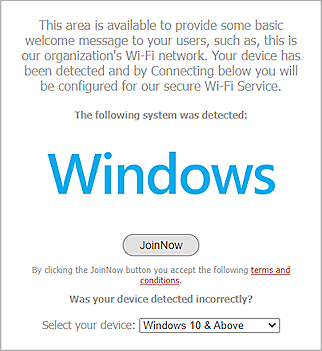 This area is available to provide some basic
welcome message to your users, such as, this is
our organization's Wi-Fi network. Your device has
been detected and by Connecting below you will
be configured for our secure Wi-Fi Service.
The following system was detected:
Windows
JoinNow
By clicking the JoinNow button you accept the following terms and
conditions.
Was your device detected incorrectly?
Select your device: Windows 10 & Above